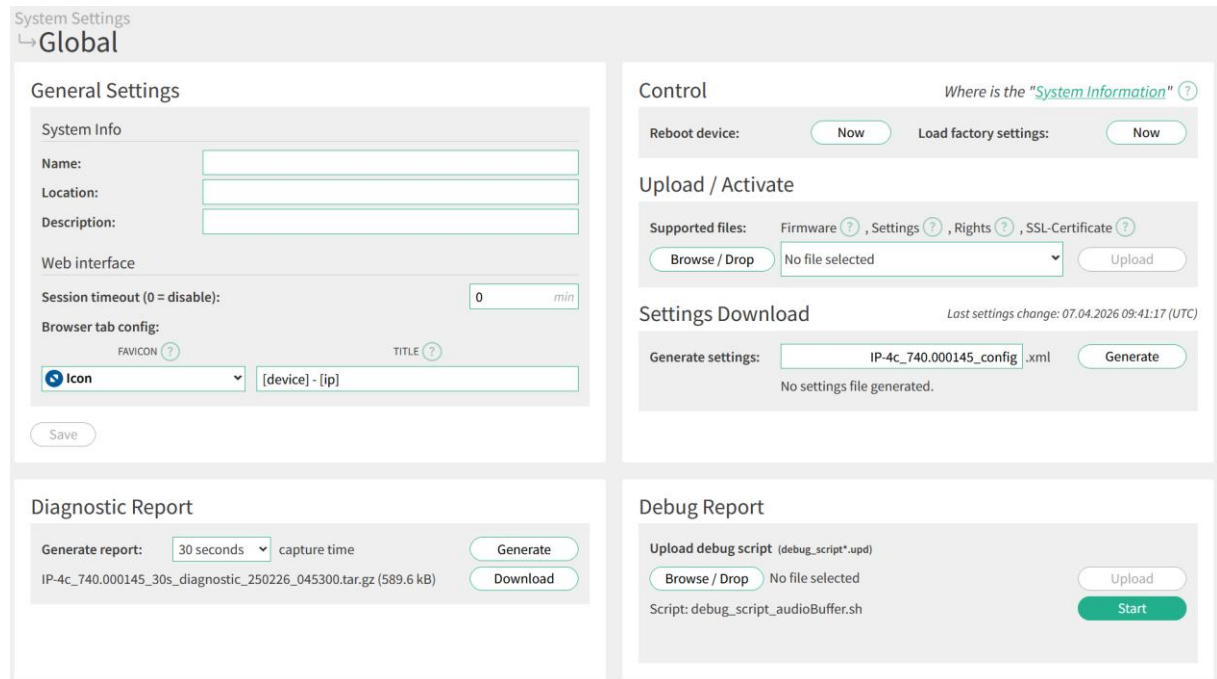 System Settings
↳Global
General Settings
System Info
Name:
Location:
Description:
Web interface
Session timeout (0 = disable):
0 min
Browser tab config:
FAVICON ? TITLE ?
Icon [device] - [ip]
Save
Control Where is the "System Information" ?
Reboot device: Now Load factory settings: Now
Upload / Activate
Supported files: Firmware ? , Settings ? , Rights ? , SSL-Certificate ?
Browse / Drop No file selected Upload
Settings Download Last settings change: 07.04.2026 09:41:17 (UTC)
Generate settings: IP-4c_740.000145_config .xml Generate
No settings file generated.
Diagnostic Report
Generate report: 30 seconds capture time Generate
IP-4c_740.000145_30s_diagnostic_250226_045300.tar.gz (589.6 kB) Download
Debug Report
Upload debug script (debug_script*.upd)
Browse / Drop No file selected Upload
Script: debug_script_audioBuffer.sh Start